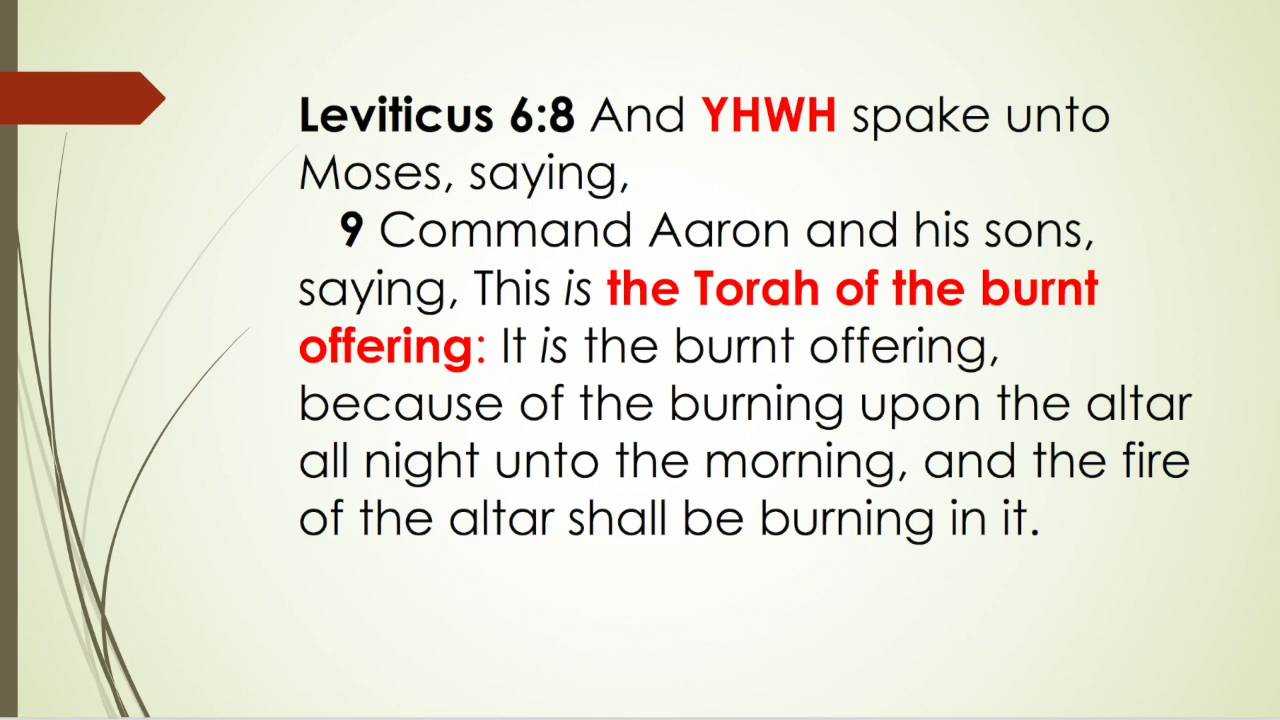 Leviticus 6:8 And YHWH spake unto
Moses, saying,
9 Command Aaron and his sons,
saying, This is the Torah of the burnt
offering: It is the burnt offering,
because of the burning upon the altar
all night unto the morning, and the fire
of the altar shall be burning in it.